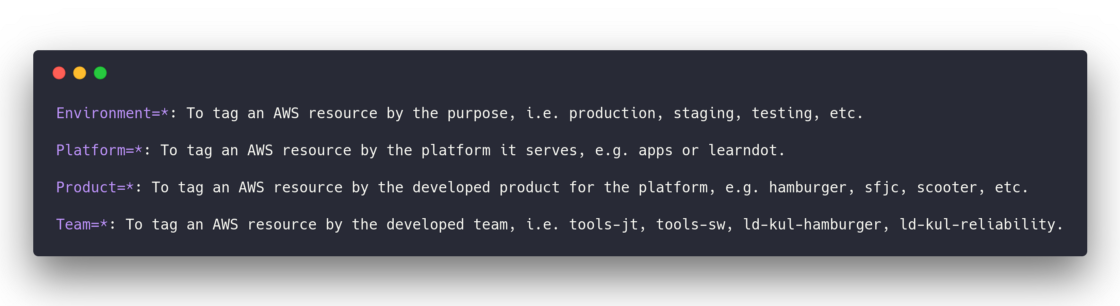 Environment=*: To tag an AWS resource by the purpose, i.e. production, staging, testing, etc.
Platform=*: To tag an AWS resource by the platform it serves, e.g. apps or learndot.
Product=*: To tag an AWS resource by the developed product for the platform, e.g. hamburger, sfjc, scooter, etc.
Team=*: To tag an AWS resource by the developed team, i.e. tools-jt, tools-sw, ld-kul-hamburger, ld-kul-reliability.